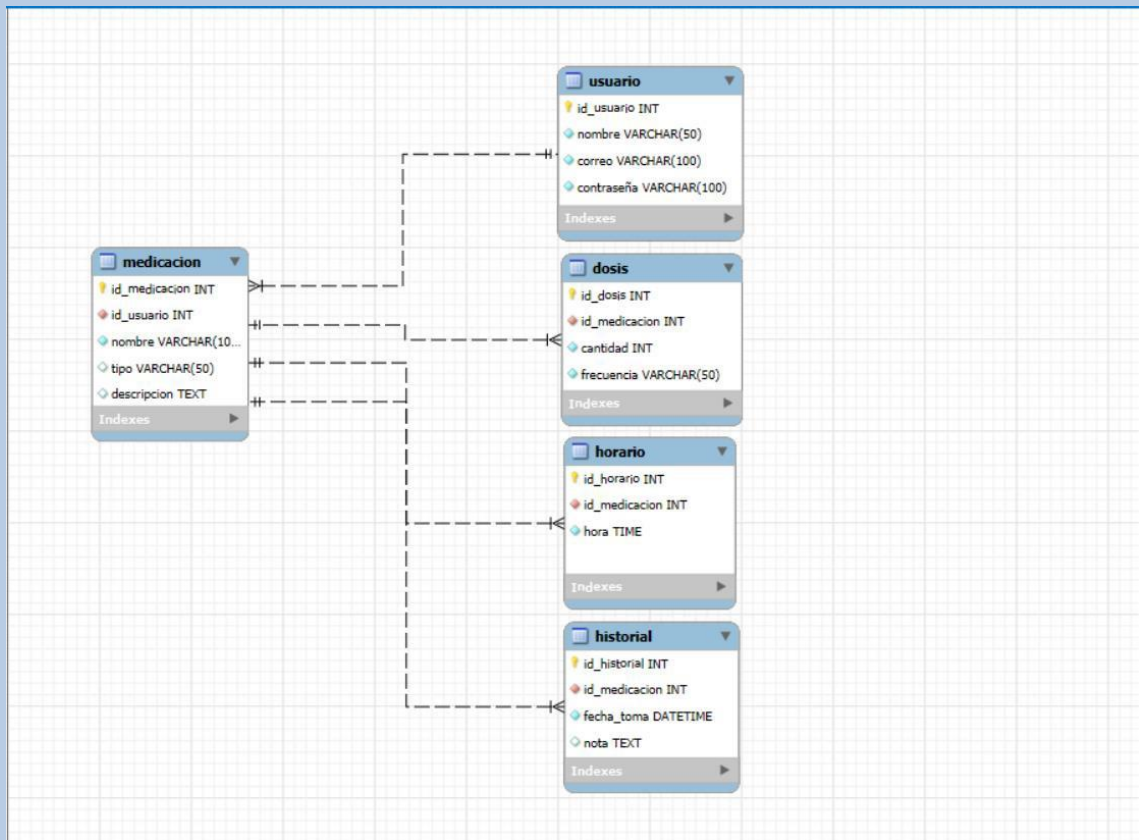 usuario
id_usuario INT
nombre VARCHAR(50)
correo VARCHAR(100)
contraseña VARCHAR(100)
Indexes
medicacion
id_medicacion INT
id_usuario INT
nombre VARCHAR(10...
tipo VARCHAR(50)
descripcion TEXT
Indexes
dosis
id_dosis INT
id_medicacion INT
cantidad INT
frecuencia VARCHAR(50)
Indexes
horario
id_horario INT
id_medicacion INT
hora TIME
Indexes
historial
id_historial INT
id_medicacion INT
fecha_toma DATETIME
nota TEXT
Indexes